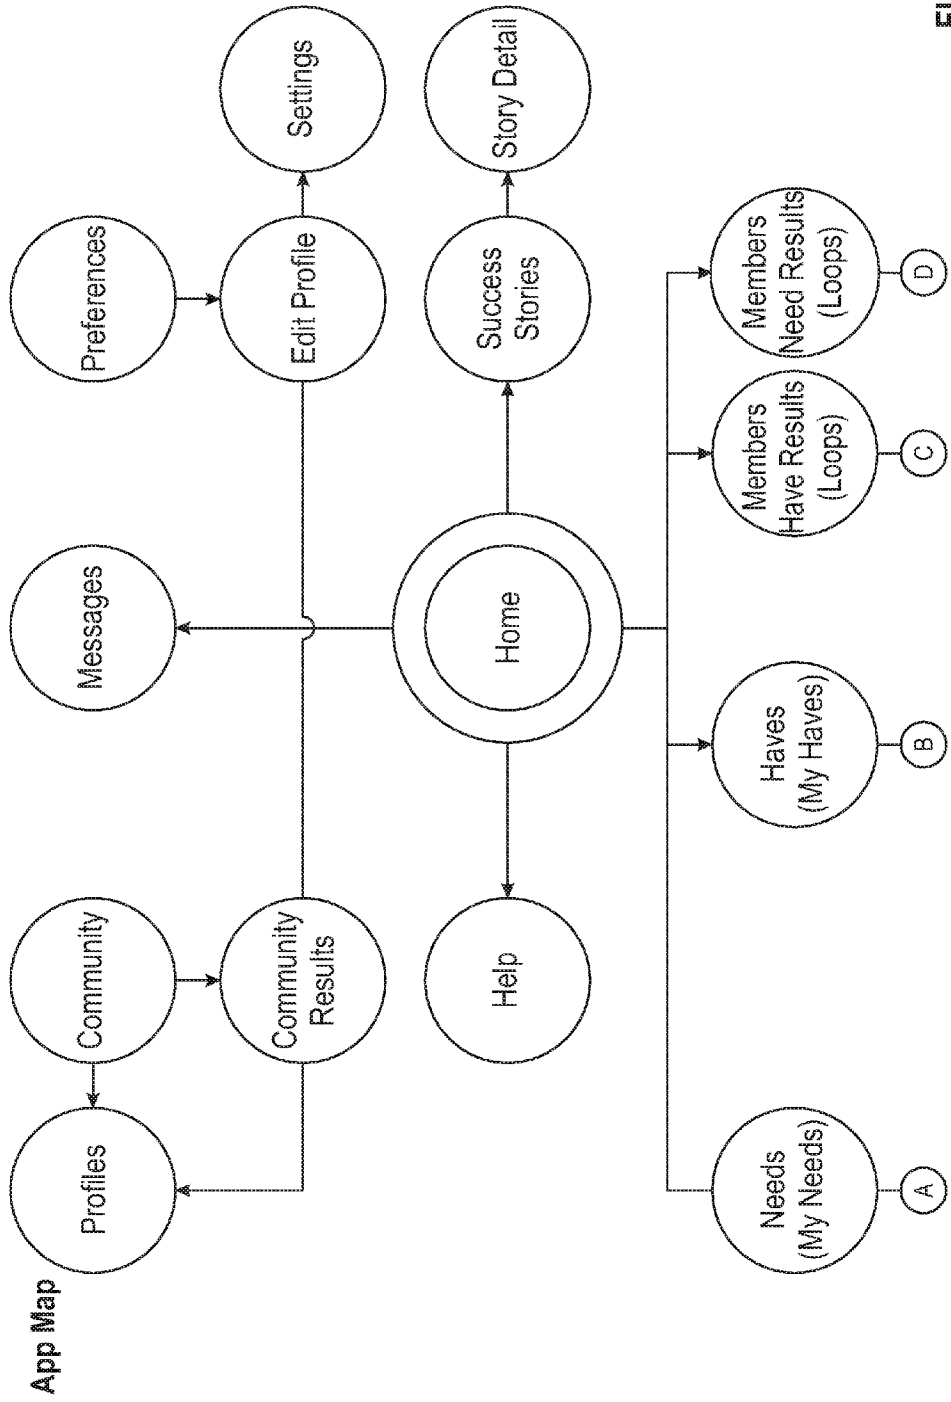 App Map
Profiles
Community
Messages
Preferences
Community
Results
Edit Profile
Settings
Help
Home
Success
Stories
Story Detail
Needs
(My Needs)
Haves
(My Haves)
Members
Have Results
(Loops)
Members
Need Results
(Loops)
A
B
C
D